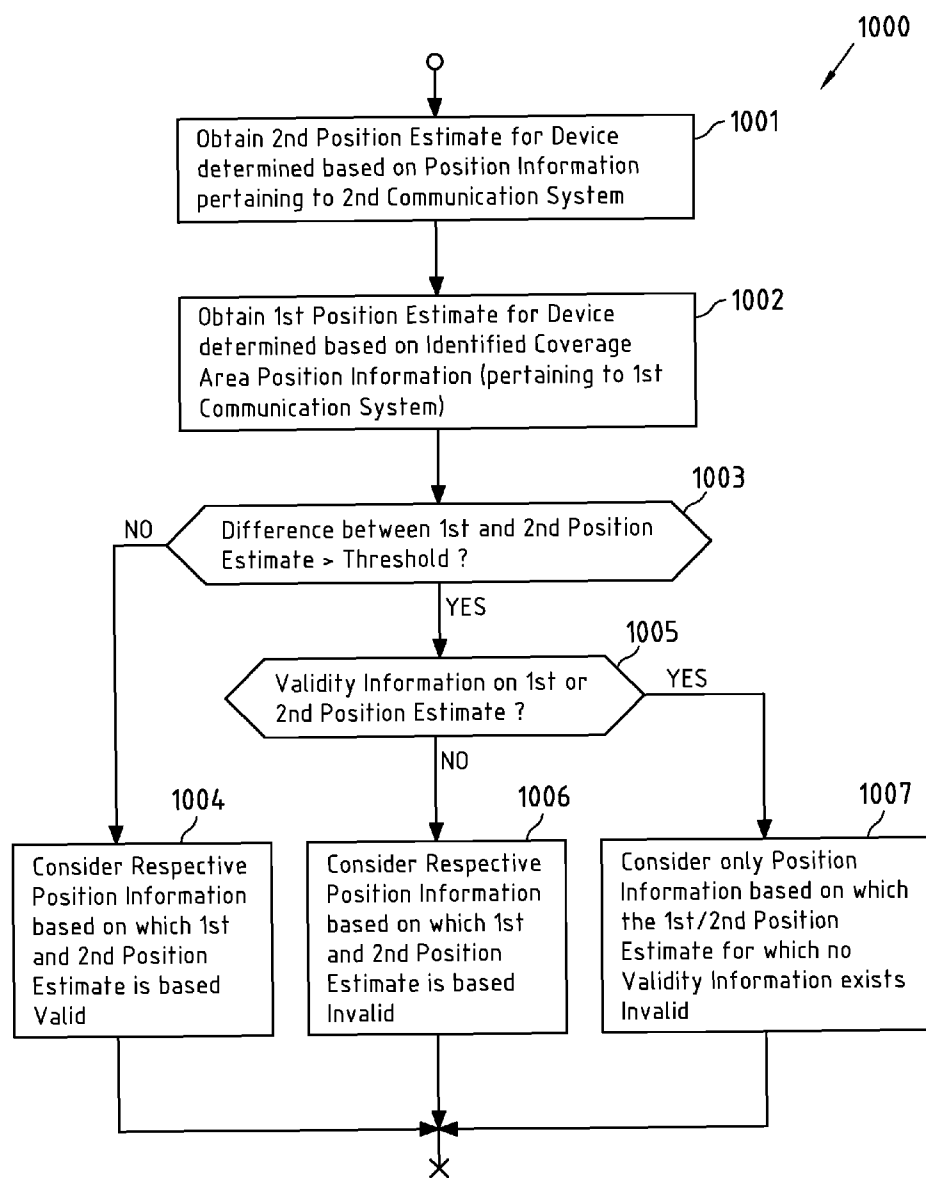 1000
1001
Obtain 2nd Position Estimate for Device
determined based on Position Information
pertaining to 2nd Communication System
1002
Obtain 1st Position Estimate for Device
determined based on Identified Coverage
Area Position Information (pertaining to 1st
Communication System)
1003
NO
Difference between 1st and 2nd Position
Estimate > Threshold ?
YES
1005
Validity Information on 1st or
2nd Position Estimate ?
YES
NO
1004
Consider Respective
Position Information
based on which 1st
and 2nd Position
Estimate is based
Valid
1006
Consider Respective
Position Information
based on which 1st
and 2nd Position
Estimate is based
Invalid
1007
Consider only Position
Information based on which
the 1st/2nd Position
Estimate for which no
Validity Information exists
Invalid